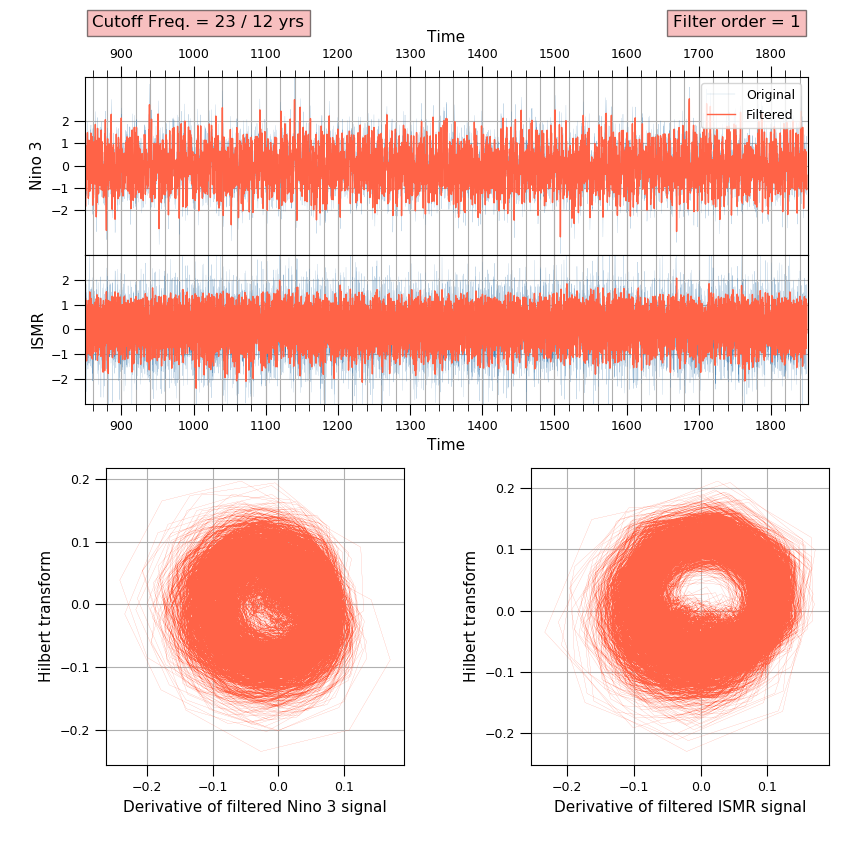 Cutoff Freq. = 23 / 12 yrs
Filter order = 1
Time
900 1000 1100 1200 1300 1400 1500 1600 1700 1800
Original
Filtered
Nino 3
2
1
0
−1
−2
ISMR
2
1
0
−1
−2
900 1000 1100 1200 1300 1400 1500 1600 1700 1800
Time
Hilbert transform
0.2
0.1
0.0
−0.1
−0.2
−0.2 −0.1 0.0 0.1
Derivative of filtered Nino 3 signal
Hilbert transform
0.2
0.1
0.0
−0.1
−0.2
−0.2 −0.1 0.0 0.1
Derivative of filtered ISMR signal